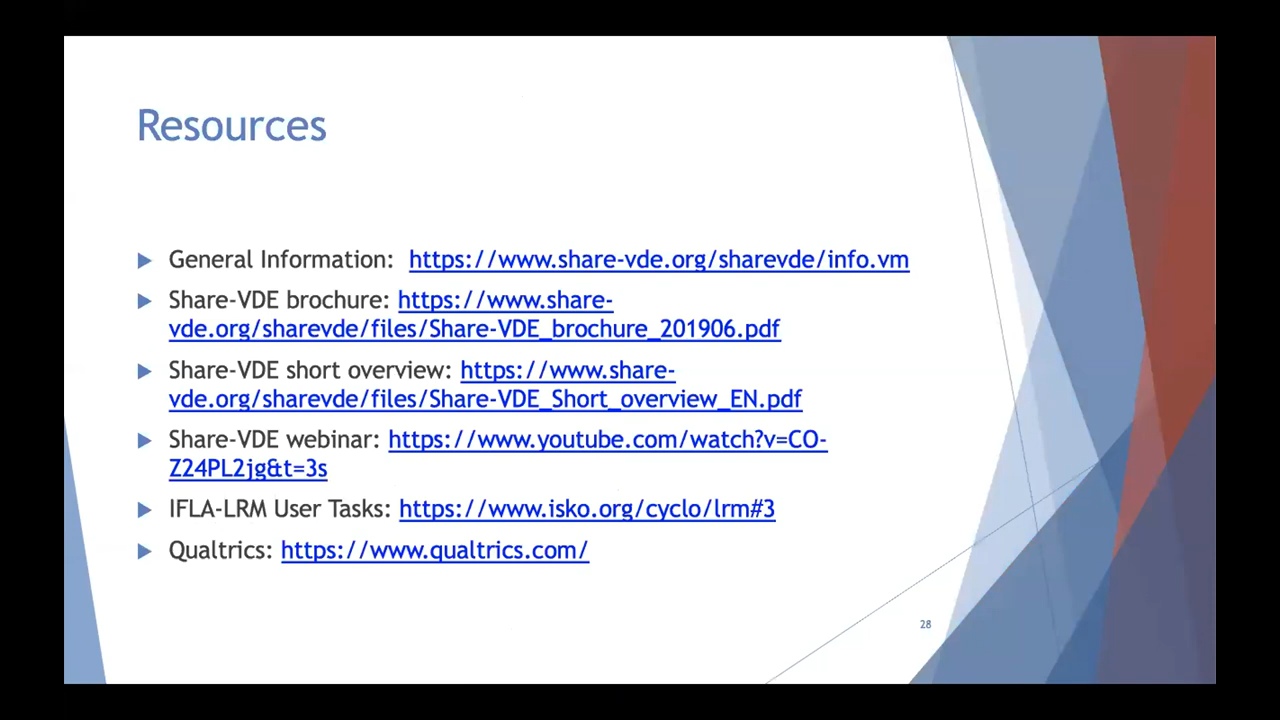 Resources
General Information: https://www.share-vde.org/sharevde/info.vm
Share-VDE brochure: https://www.share-
vde.org/sharevde/files/Share-VDE_brochure_201906.pdf
Share-VDE short overview: https://www.share-
vde.org/sharevde/files/Share-VDE_Short_overview_EN.pdf
Share-VDE webinar: https://www.youtube.com/watch?v=CO-
Z24PL2jg&t=3s
IFLA-LRM User Tasks: https://www.isko.org/cyclo/lrm#3
Qualtrics: https://www.qualtrics.com/
28